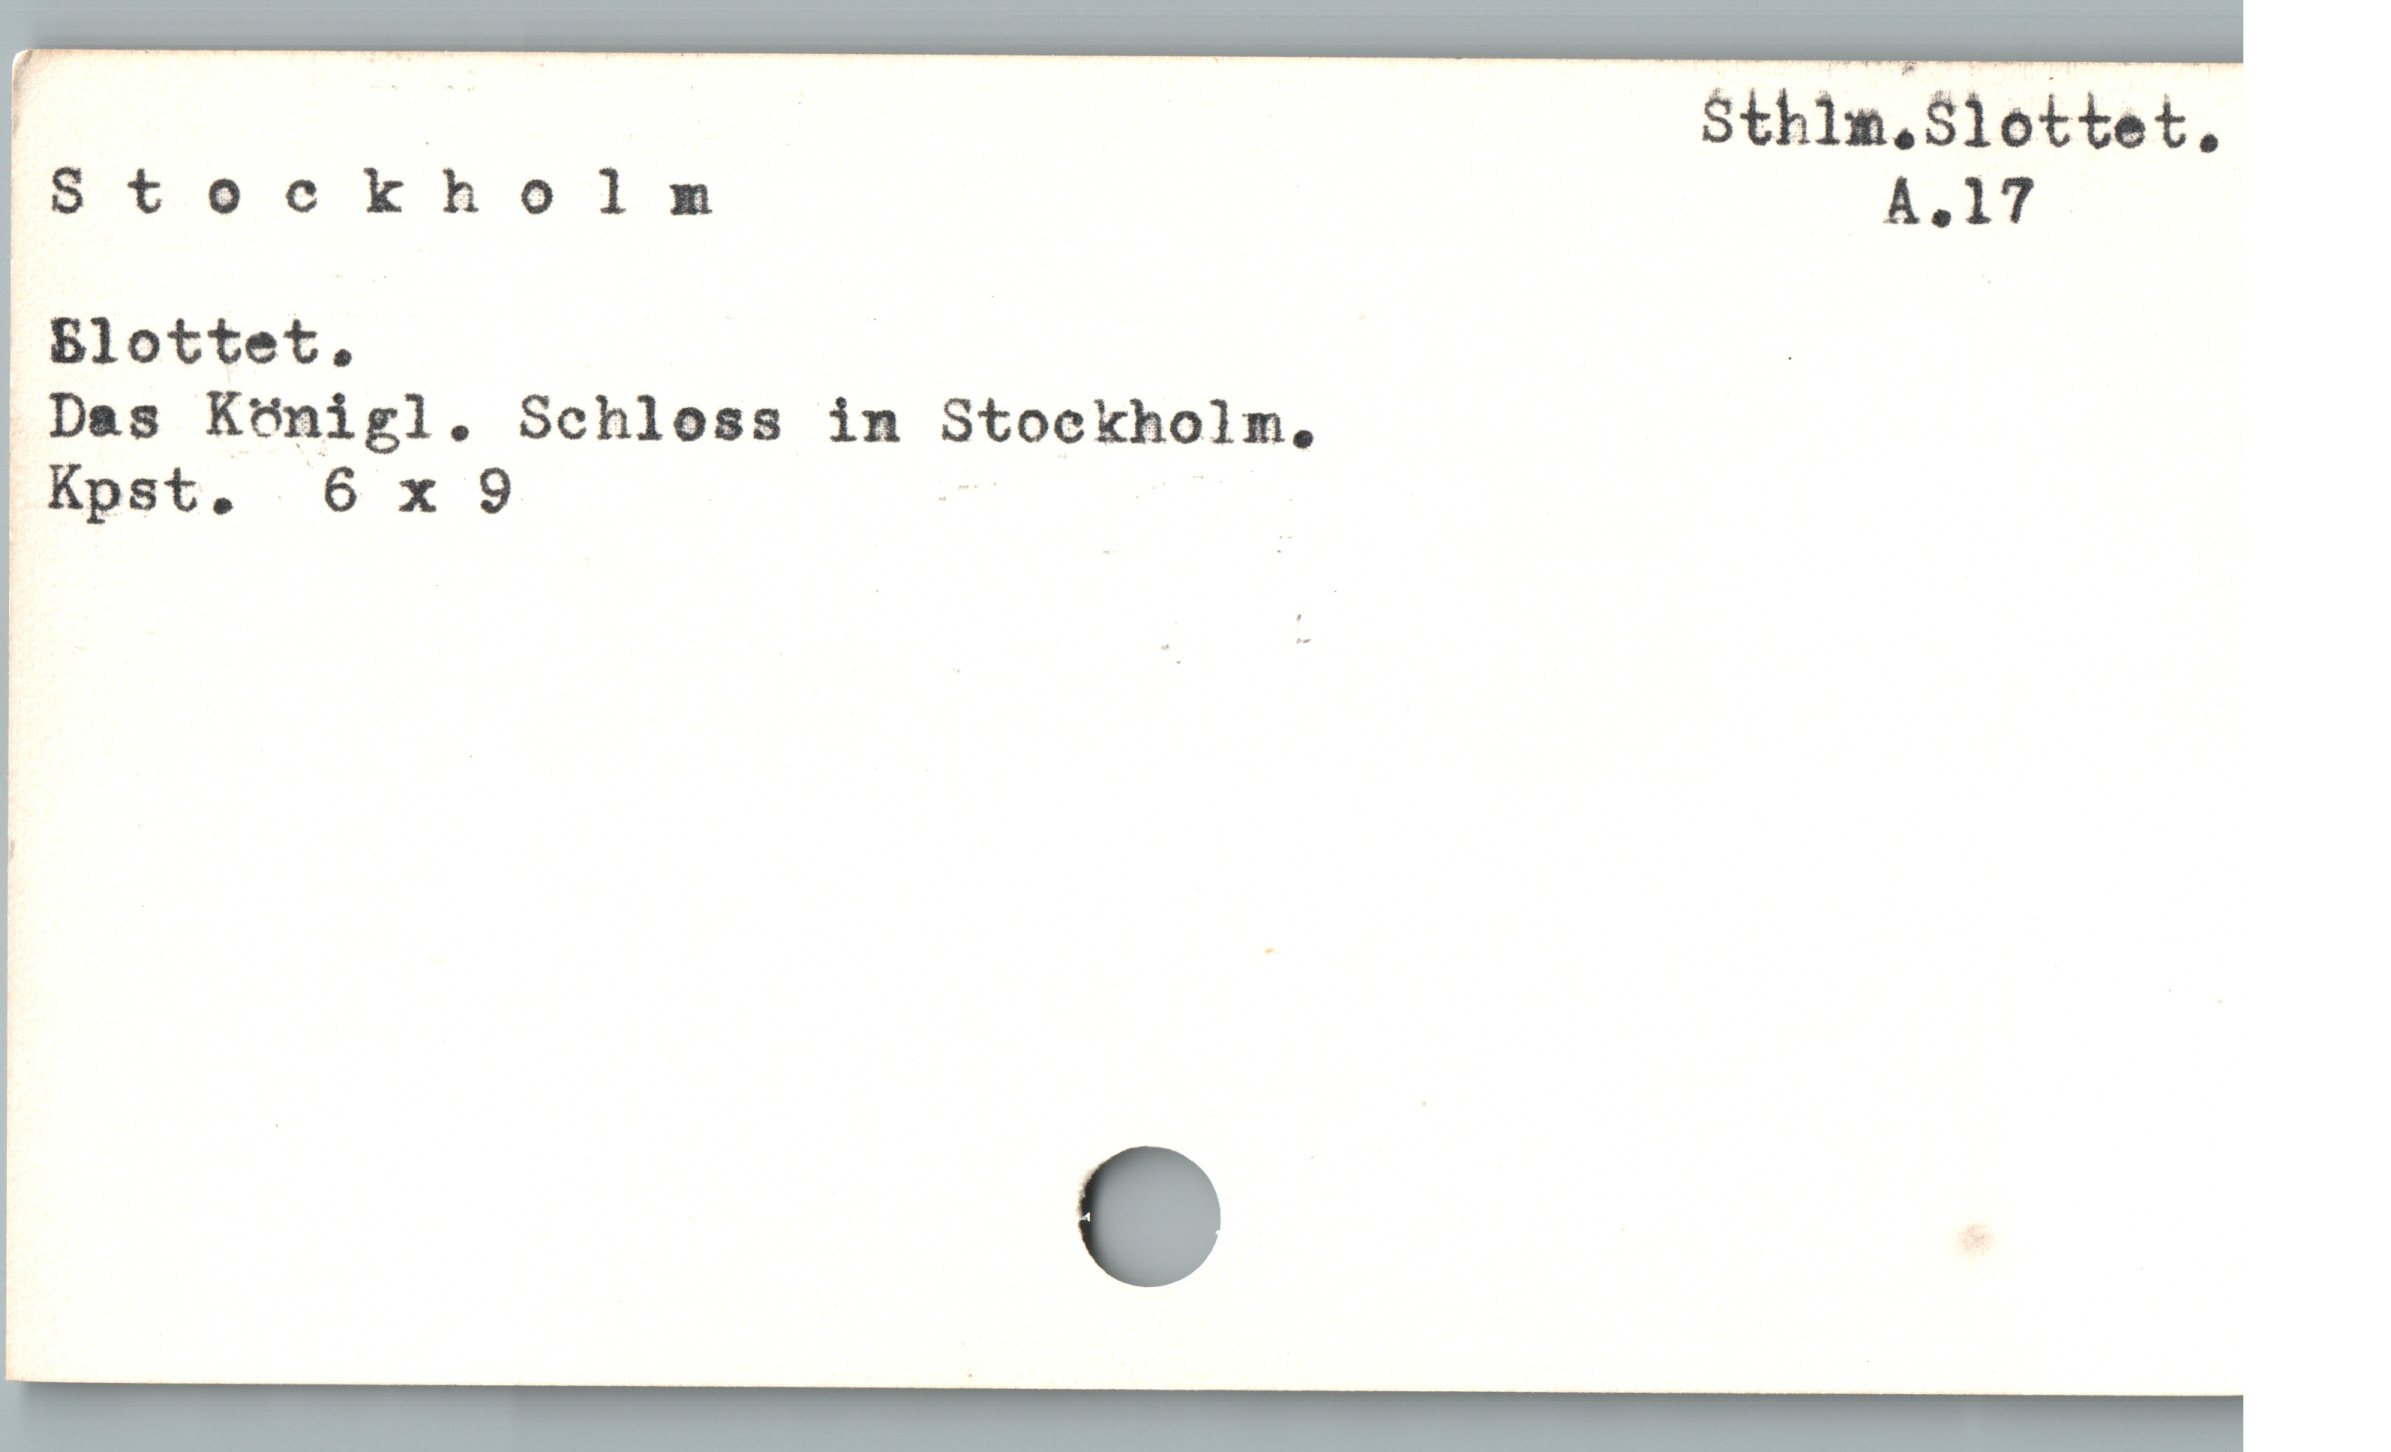 Sthlm.Slottet.
A.17
S t o c k h o l m
Slottet.
Das Königl. Schloss in Stockholm.
Kpst. 6 x 9